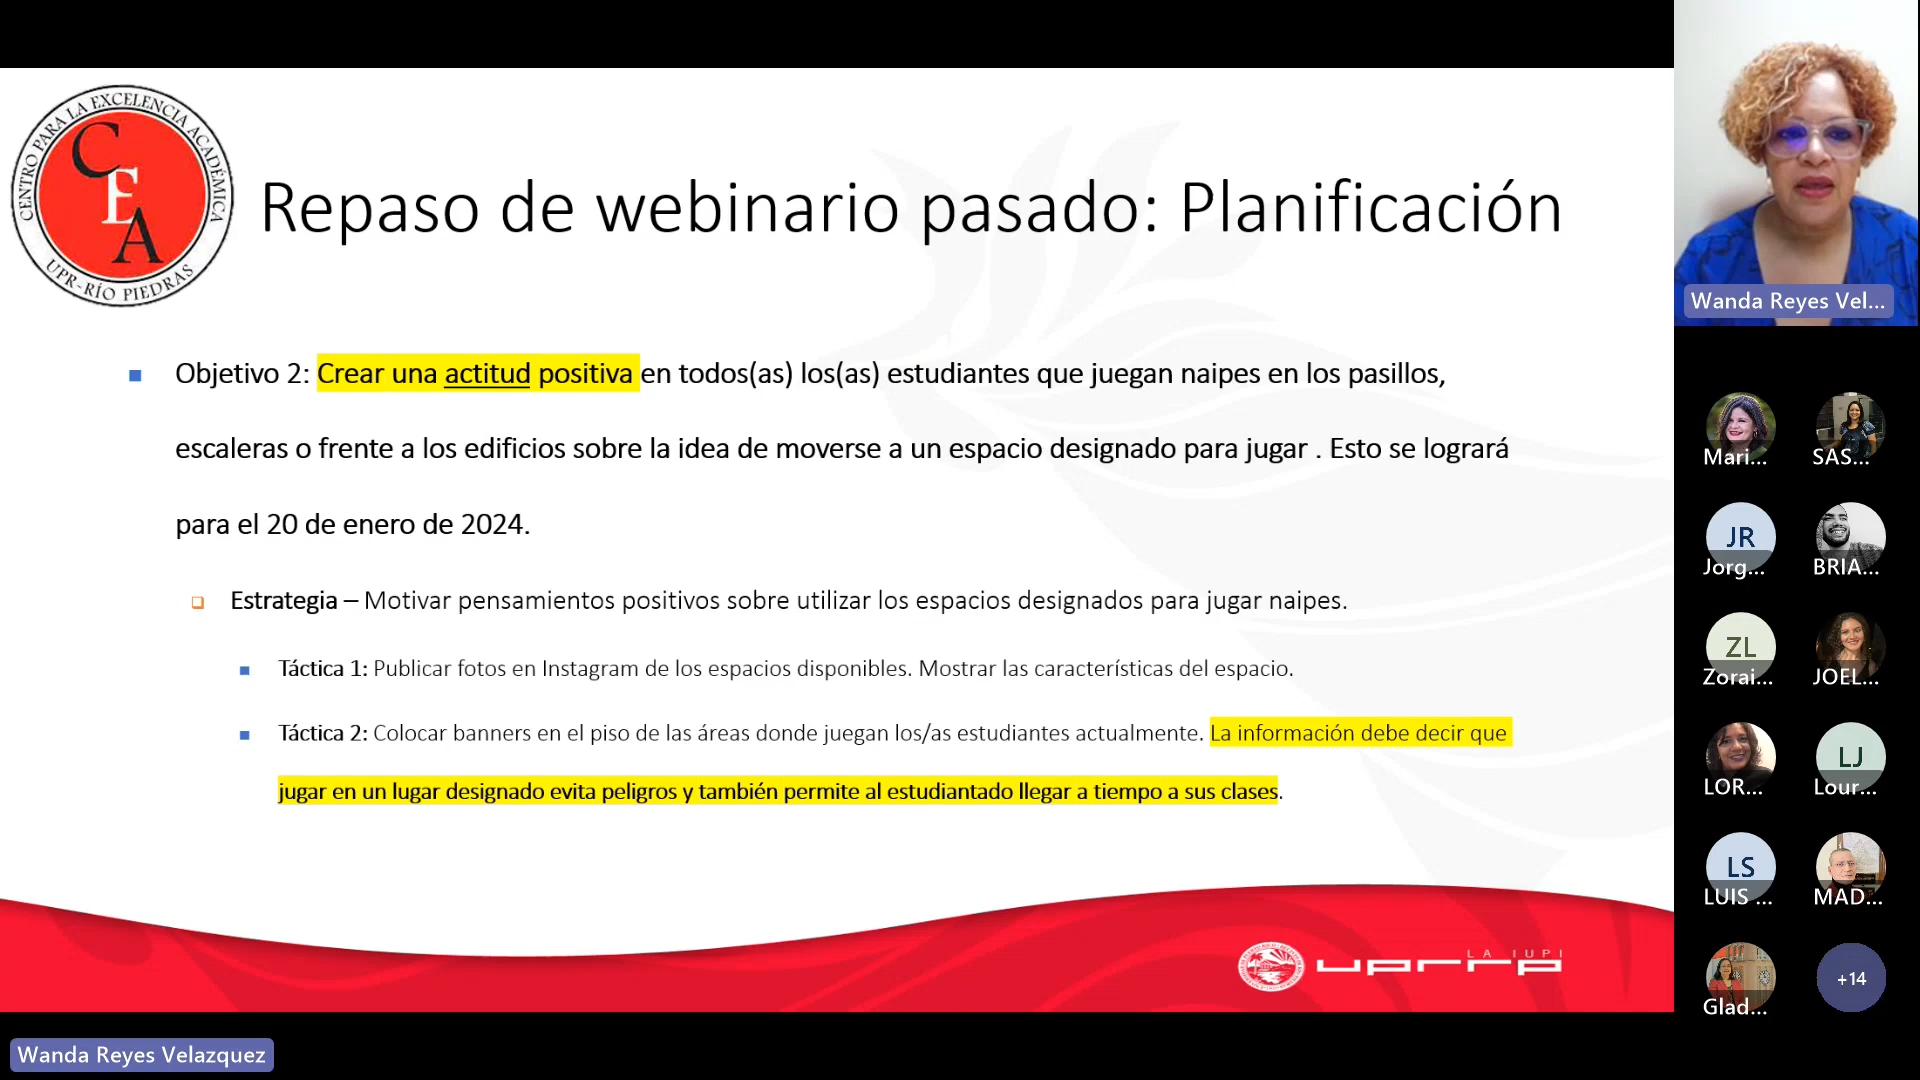 CENTRO PARA LA EXCELENCIA ACADÉMICA
CEA
UPR-RÍO PIEDRAS
Repaso de webinario pasado: Planificación
Objetivo 2: Crear una actitud positiva en todos(as) los(as) estudiantes que juegan naipes en los pasillos,
escaleras o frente a los edificios sobre la idea de moverse a un espacio designado para jugar . Esto se logrará
para el 20 de enero de 2024.
Estrategia – Motivar pensamientos positivos sobre utilizar los espacios designados para jugar naipes.
Táctica 1: Publicar fotos en Instagram de los espacios disponibles. Mostrar las características del espacio.
Táctica 2: Colocar banners en el piso de las áreas donde juegan los/as estudiantes actualmente. La información debe decir que
jugar en un lugar designado evita peligros y también permite al estudiantado llegar a tiempo a sus clases.
LA IUPI
uprrp
Wanda Reyes Velazquez
Wanda Reyes Vel...
Mari...
SAS...
JR
Jorg...
BRIA...
ZL
Zorai...
JOEL...
LOR...
LJ
Lour...
LS
LUIS ...
MAD...
Glad...
+14